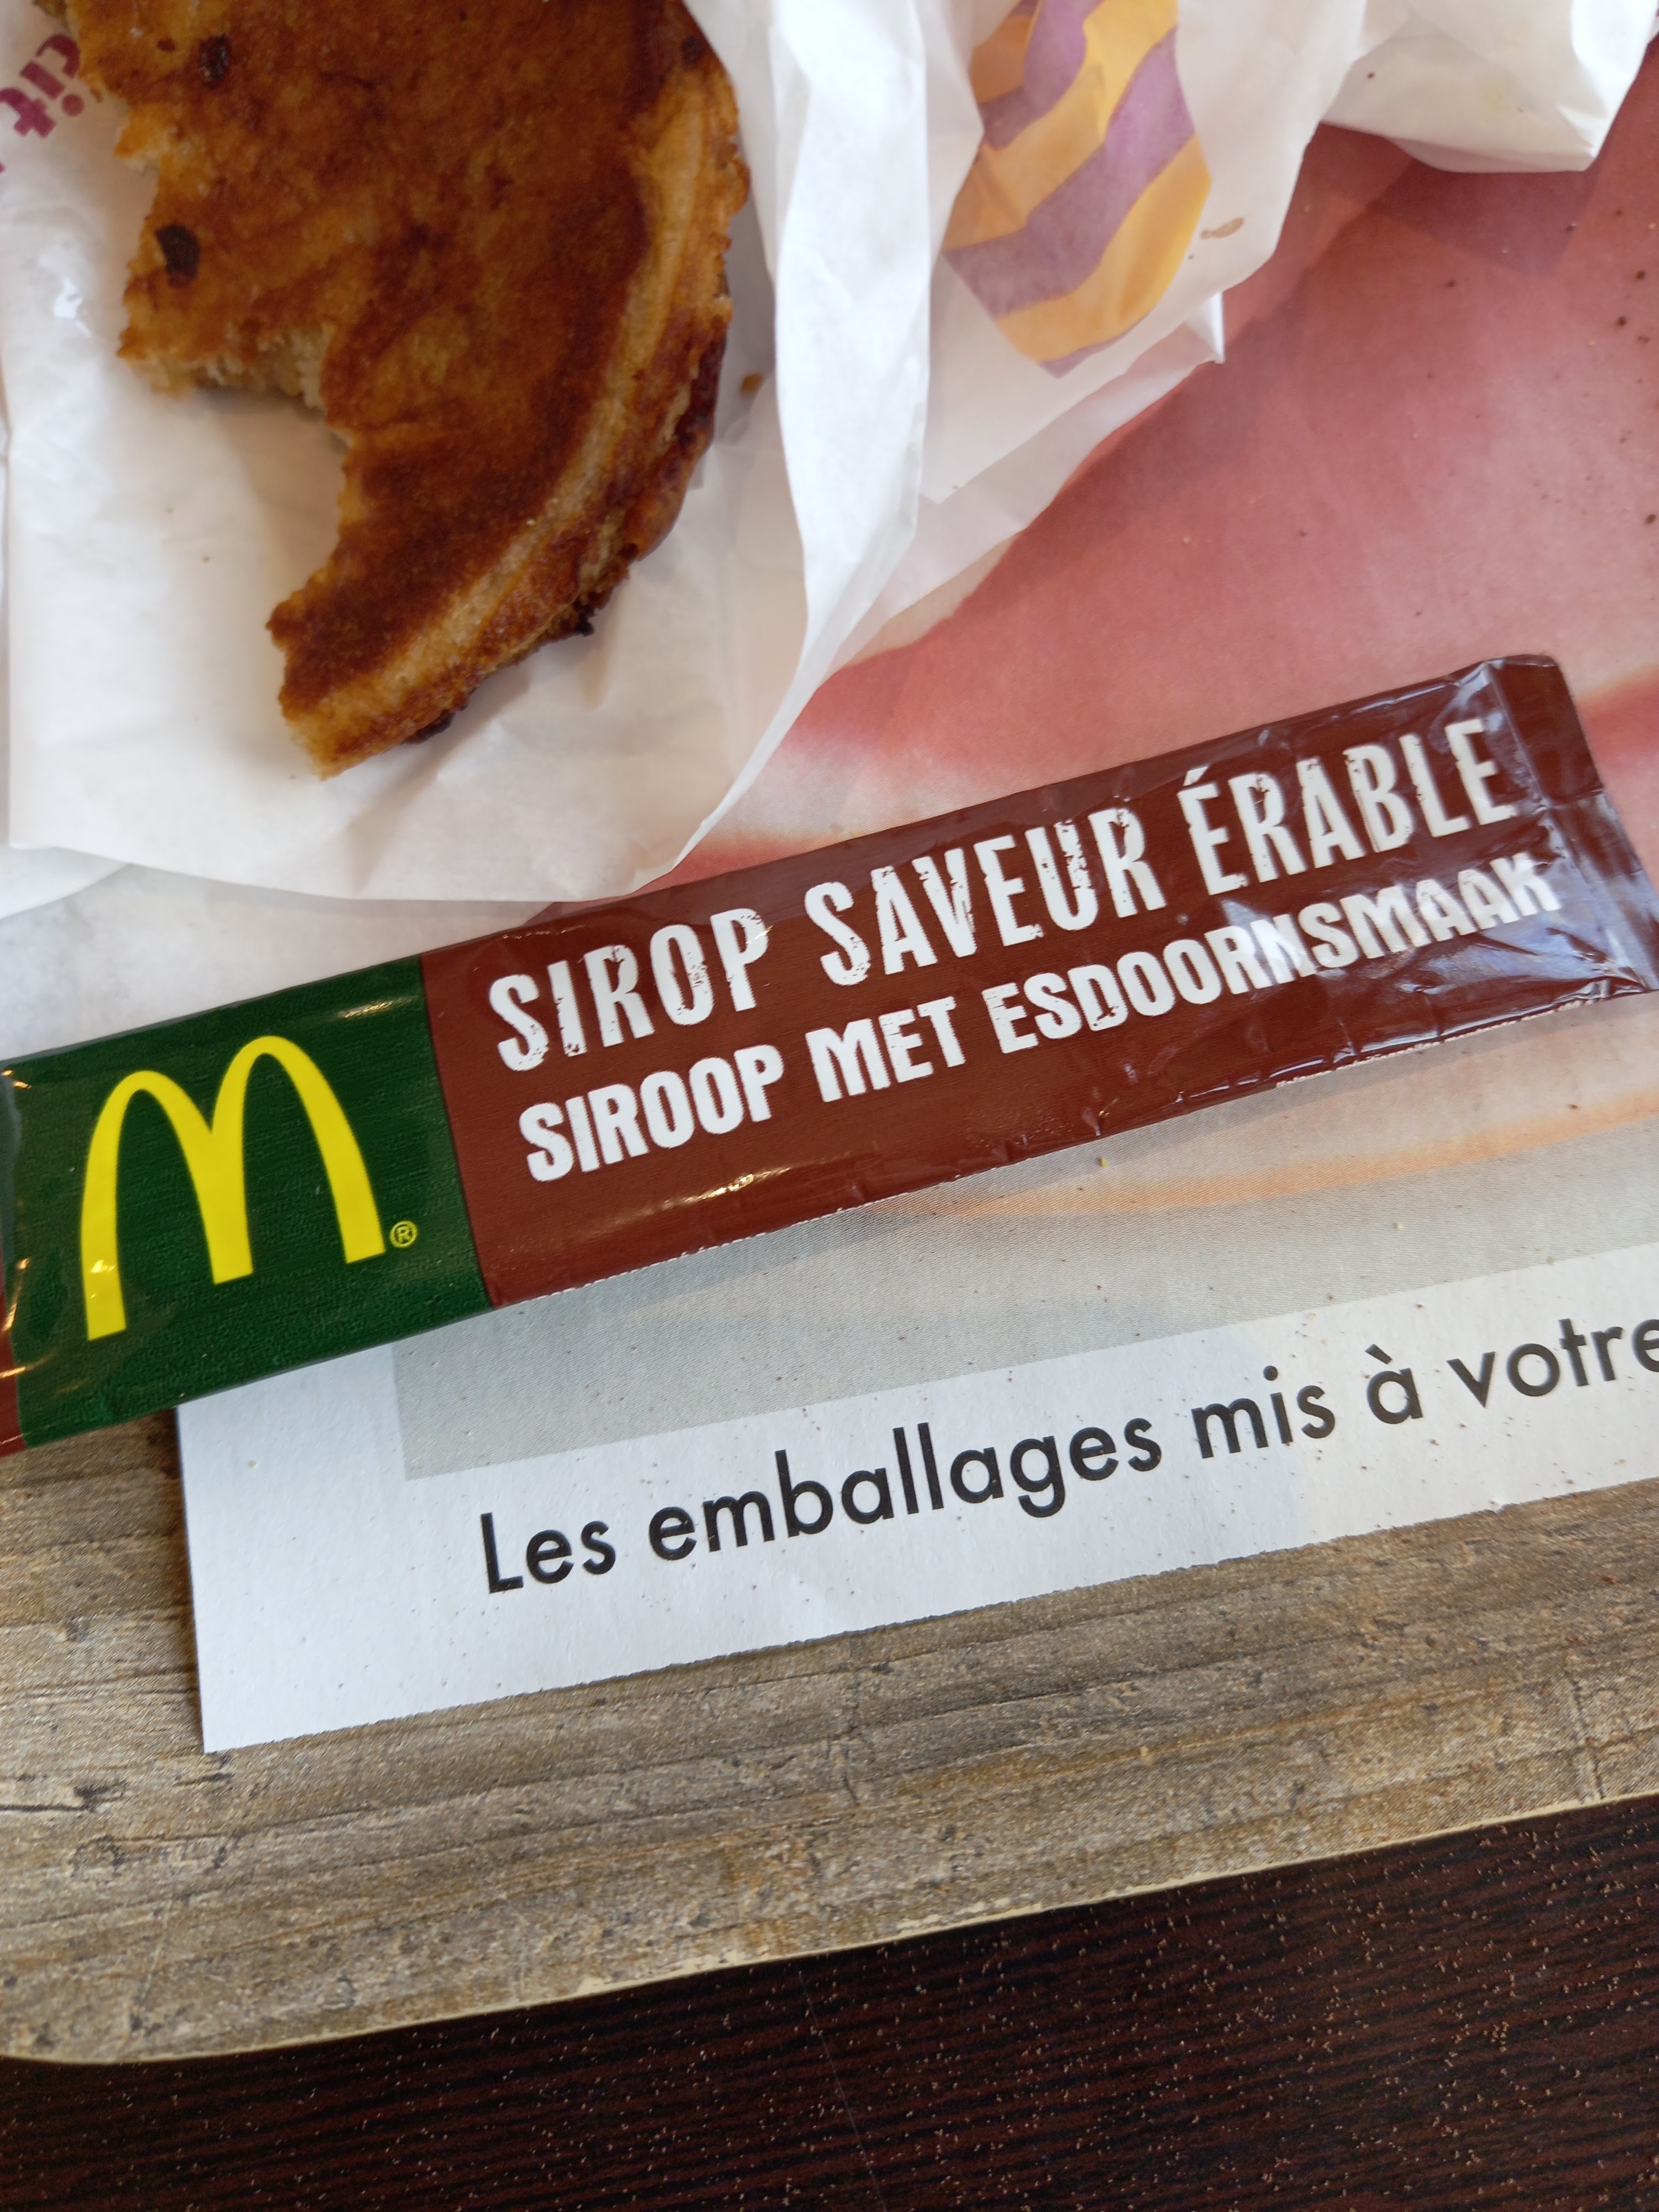 SIROP SAVEUR ÉRABLE
SIROOP MET ESDOORNSMAAK
®
Les emballages mis à votre